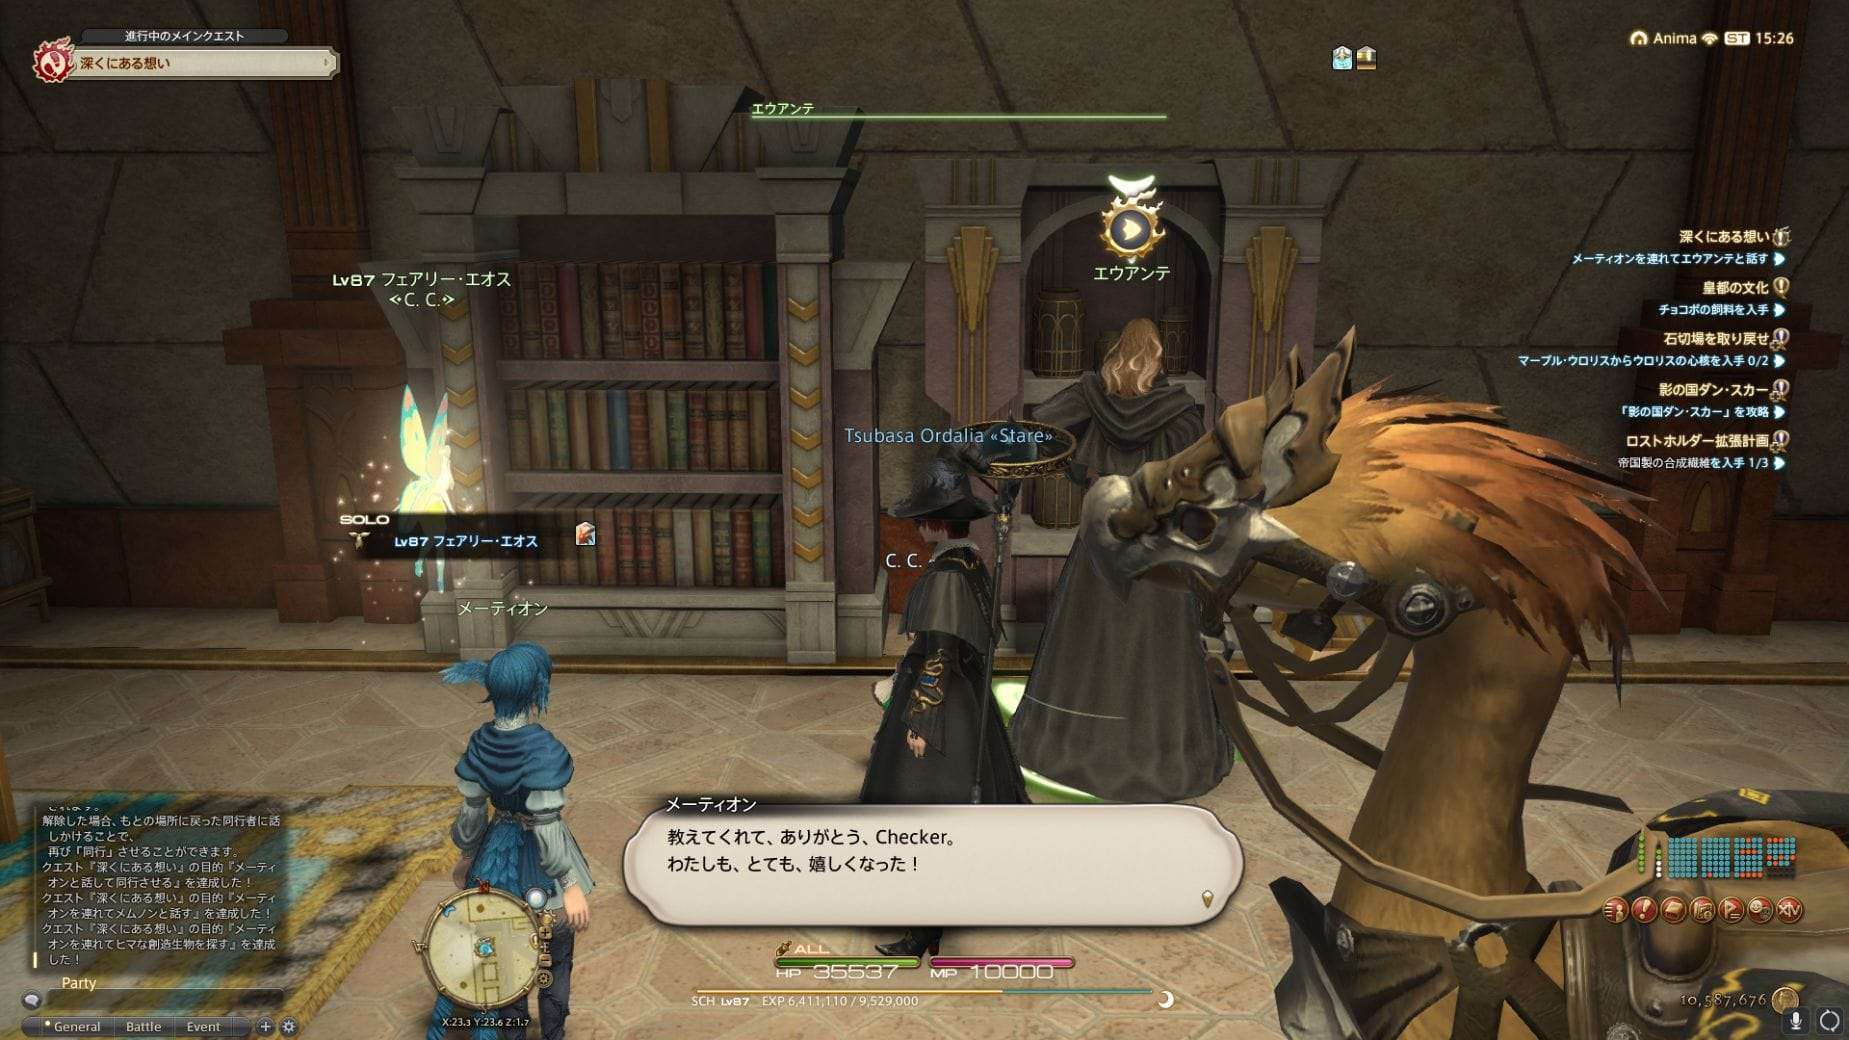 進行中のメインクエスト
深くにある想い
Anima ST 15:26
エウアンテ
エウアンテ
Lv87 フェアリー・エオス
«C. C.»
深くにある想い
メーティオンを連れてエウアンテと話す
皇都の文化
チョコボの飼料を入手
石切場を取り戻せ
マーブル・ウロリスからウロリスの心核を入手 0/2
影の国ダン・スカー
「影の国ダン・スカー」を攻略
ロストホルダー拡張計画
帝国製の合成繊維を入手 1/3
Tsubasa Ordalia «Stare»
SOLO
Lv87 フェアリー・エオス
C. C.
メーティオン
メーティオン
教えてくれて、ありがとう、Checker。
わたしも、とても、嬉しくなった！
解除した場合、もとの場所に戻った同行者に話
しかけることで、
再び「同行」させることができます。
クエスト『深くにある想い』の目的『メーティ
オンと話して同行させる』を達成した！
クエスト『深くにある想い』の目的『メーティ
オンを連れてメムノンと話す』を達成した！
クエスト『深くにある想い』の目的『メーティ
オンを連れてヒマな創造生物を探す』を達成
した！
Party
General Battle Event
X:23.3 Y:23.6 Z:1.7
ALL
HP 35537 MP 10000
SCH Lv87 EXP 6,411,110 / 9,529,000
XIV
10,587,676